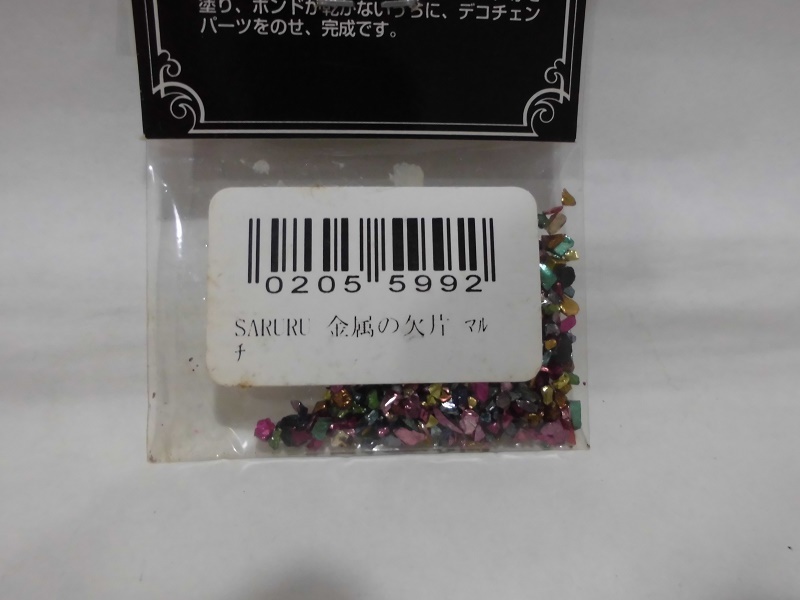 塗り、ボンドが乾かないうちに、デコチェン
パーツをのせ、完成です。
0205 5992
SARURU 金属の欠片 マル
チ